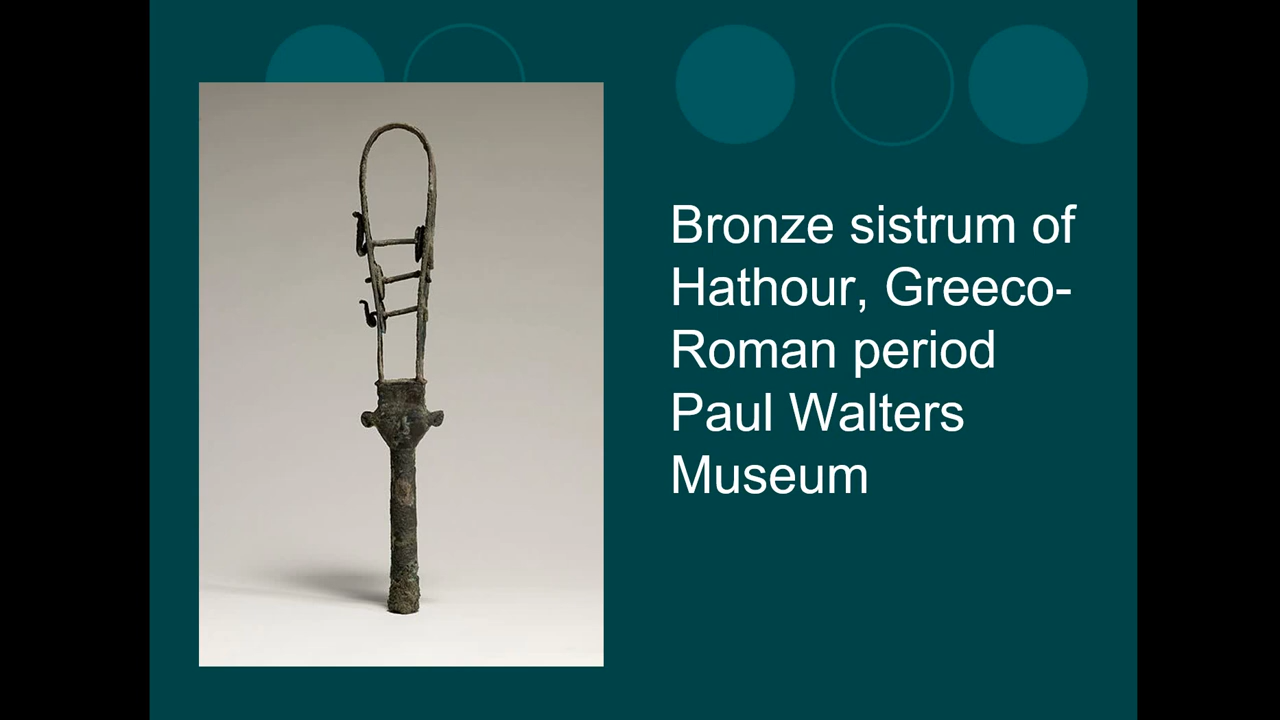 Bronze sistrum of
Hathour, Greeco-
Roman period
Paul Walters
Museum